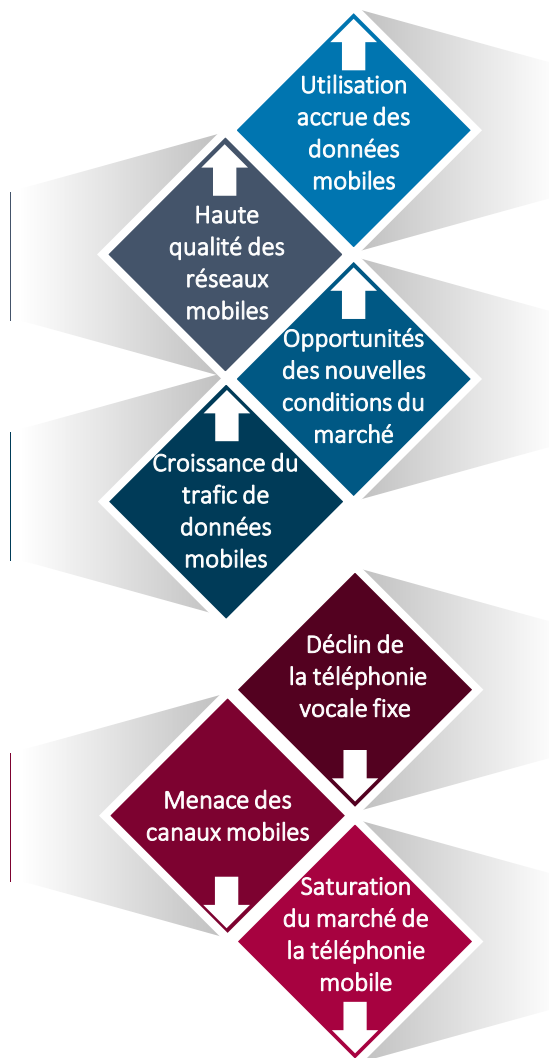 Utilisation
accrue des
données
mobiles
Haute
qualité des
réseaux
mobiles
Opportunités
des nouvelles
conditions du
marché
Croissance du
trafic de
données
mobiles
Déclin de
la téléphonie
vocale fixe
Menace des
canaux mobiles
Saturation
du marché de
la téléphonie
mobile